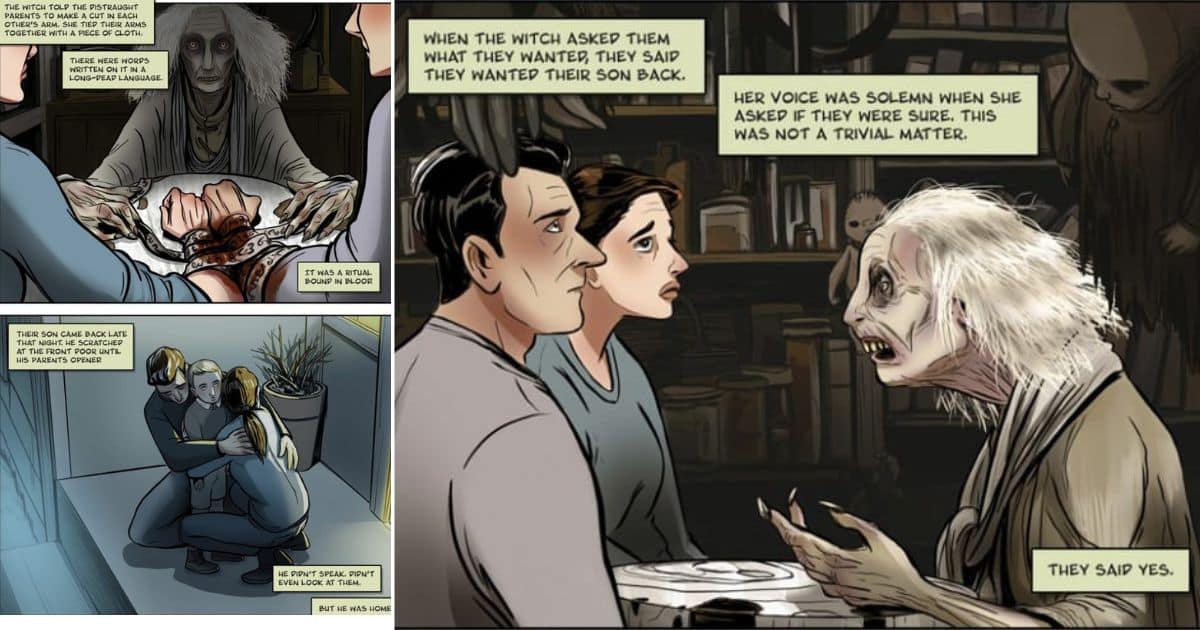 THE WITCH TOLD THE DISTRAUGHT
PARENTS TO MAKE A CUT IN EACH
OTHER'S ARM. SHE TIED THEIR ARMS
TOGETHER WITH A PIECE OF CLOTH.
THERE WERE WORDS
WRITTEN ON IT IN A
LONG-DEAD LANGUAGE.
IT WAS A RITUAL
BOUND IN BLOOD
THEIR SON CAME BACK LATE
THAT NIGHT. HE SCRATCHED
AT THE FRONT DOOR UNTIL
HIS PARENTS OPENED
HE DIDN'T SPEAK. DIDN'T
EVEN LOOK AT THEM.
BUT HE WAS HOME
WHEN THE WITCH ASKED THEM
WHAT THEY WANTED, THEY SAID
THEY WANTED THEIR SON BACK.
HER VOICE WAS SOLEMN WHEN SHE
ASKED IF THEY WERE SURE. THIS
WAS NOT A TRIVIAL MATTER.
THEY SAID YES.